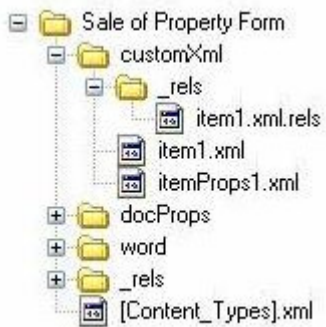 Sale of Property Form
customXml
_rels
item1.xml.rels
item1.xml
itemProps1.xml
docProps
word
_rels
[Content_Types].xml